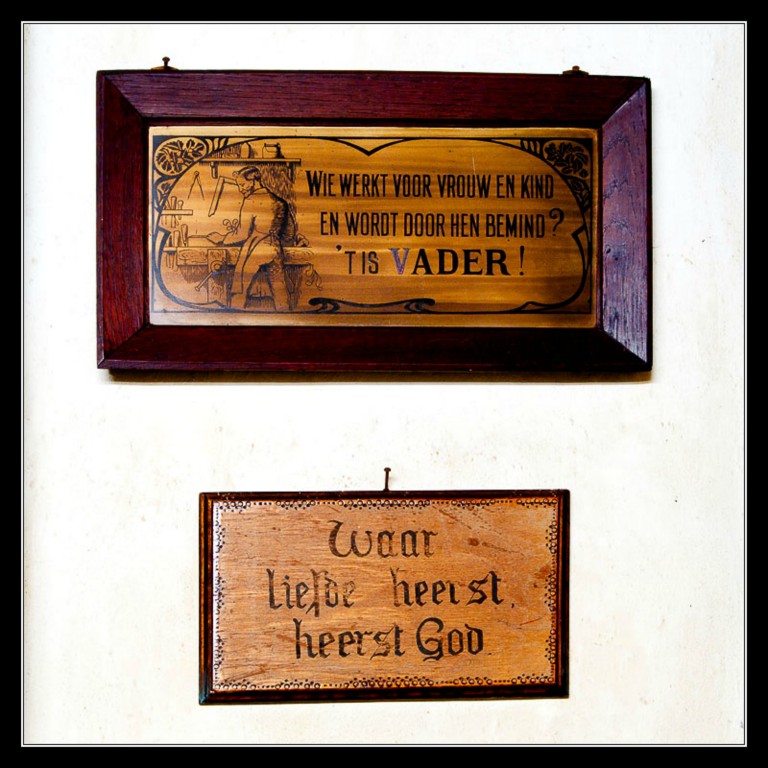 WIE WERKT VOOR VROUW EN KIND
EN WORDT DOOR HEN BEMIND?
'T IS VADER!
Waar
liefde heerst,
heerst God